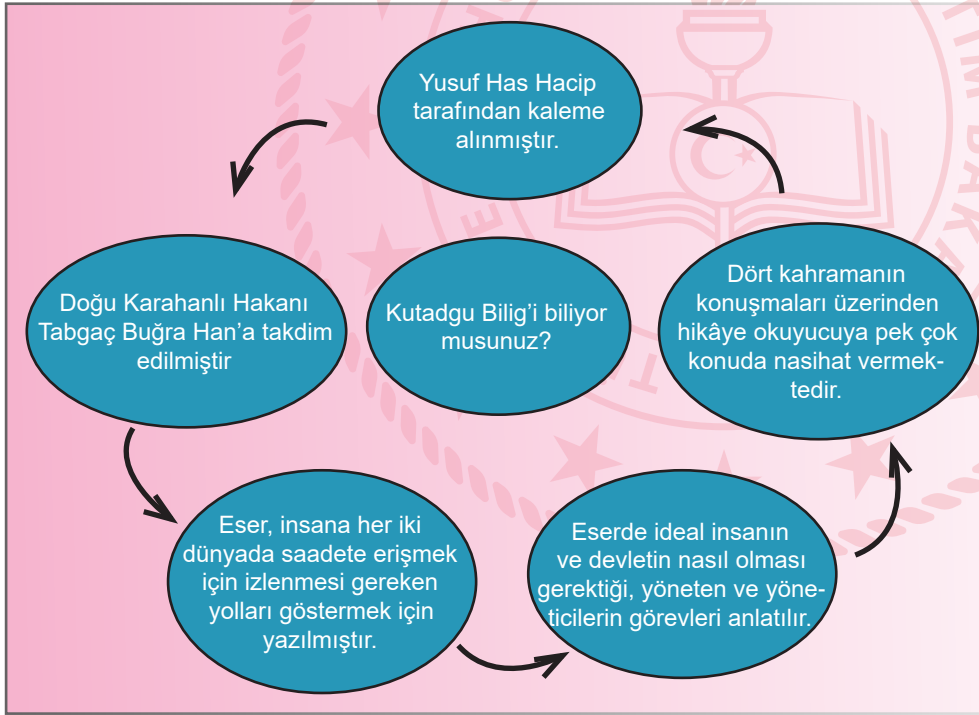 Yusuf Has Hacip
tarafından kaleme
alınmıştır.
Doğu Karahanlı Hakanı
Tabgaç Buğra Han’a takdim
edilmiştir
Kutadgu Bilig’i biliyor
musunuz?
Dört kahramanın
konuşmaları üzerinden
hikâye okuyucuya pek çok
konuda nasihat vermek-
tedir.
Eser, insana her iki
dünyada saadete erişmek
için izlenmesi gereken
yolları göstermek için
yazılmıştır.
Eserde ideal insanın
ve devletin nasıl olması
gerektiği, yöneten ve yöne-
ticilerin görevleri anlatılır.